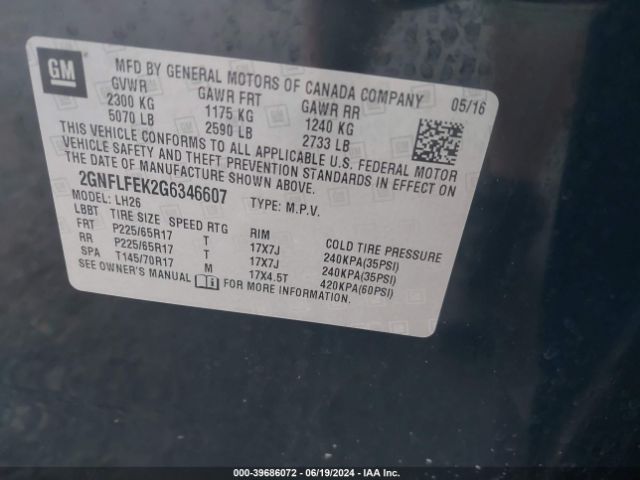 GM
MFD BY GENERAL MOTORS OF CANADA COMPANY
05/16
GVWR GAWR FRT GAWR RR
2300 KG 1175 KG 1240 KG
5070 LB 2590 LB 2733 LB
THIS VEHICLE CONFORMS TO ALL APPLICABLE U.S. FEDERAL MOTOR
VEHICLE SAFETY AND THEFT PREVENTION STANDARDS IN EFFECT ON
THE DATE OF MANUFACTURE SHOWN ABOVE.
2GNFLFEK2G6346607 TYPE: M.P.V.
MODEL: LH26
LBBT TIRE SIZE SPEED RTG RIM COLD TIRE PRESSURE
FRT P225/65R17 T 17X7J 240KPA(35PSI)
RR P225/65R17 T 17X7J 240KPA(35PSI)
SPA T145/70R17 M 17X4.5T 420KPA(60PSI)
SEE OWNER'S MANUAL FOR MORE INFORMATION.
000-39686072 - 06/19/2024 - IAA Inc.